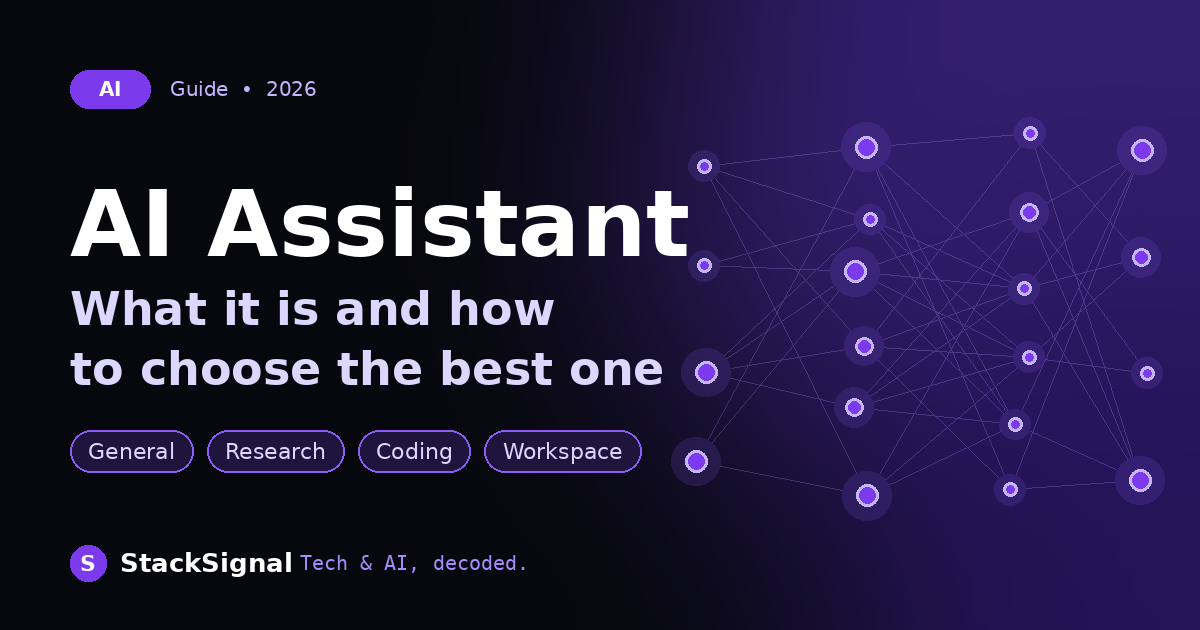 AI Guide • 2026
AI Assistant
What it is and how
to choose the best one
General Research Coding Workspace
S StackSignal Tech & AI, decoded.